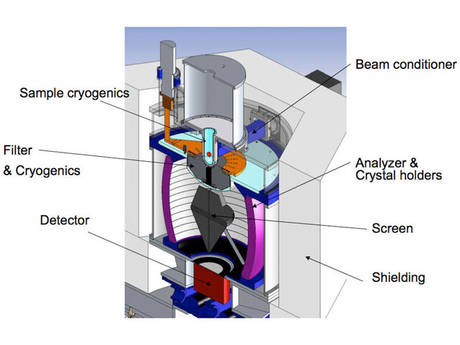 Beam conditioner
Sample cryogenics
Filter
& Cryogenics
Analyzer &
Crystal holders
Detector
Screen
Shielding